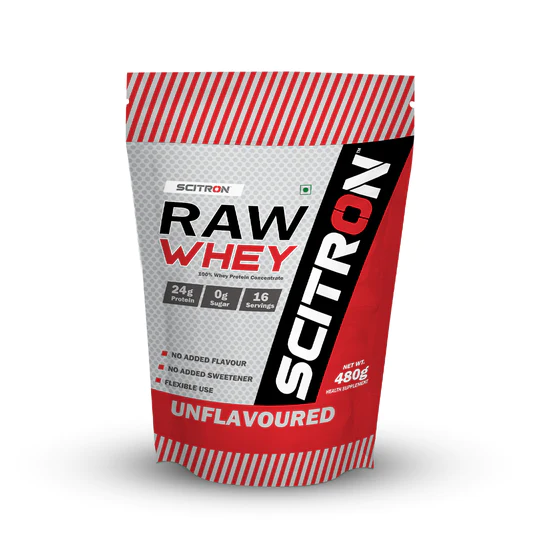 SCITRON
RAW
WHEY
100% Whey Protein Concentrate
24g
Protein
0g
Sugar
16
Servings
NO ADDED FLAVOUR
NO ADDED SWEETENER
FLEXIBLE USE
UNFLAVOURED
SCITRON™
NET WT.
480g
HEALTH SUPPLEMENT